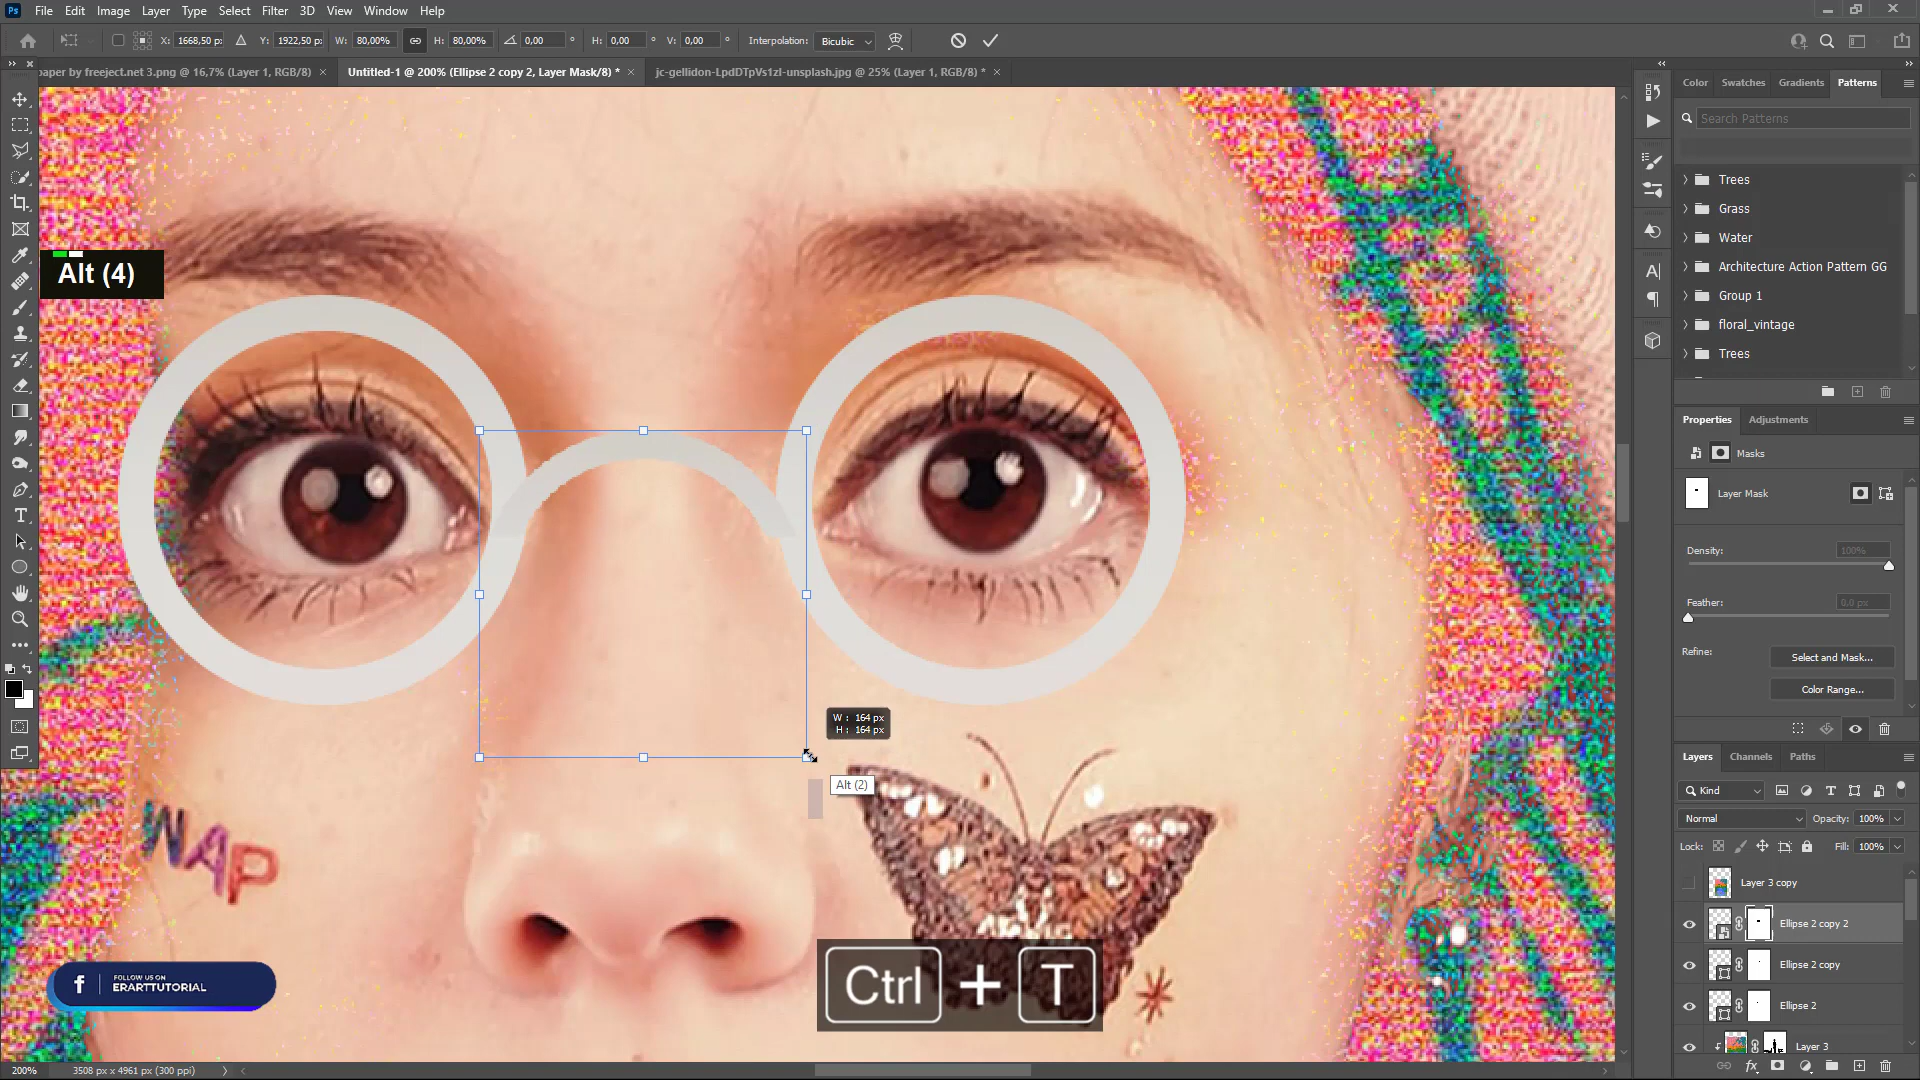 Ps File Edit Image Layer Type Select Filter 3D View Window Help
X: 1668,50 px Y: 1922,50 px W: 80,00% H: 80,00% 0,00 ° H: 0,00 ° V: 0,00 ° Interpolation: Bicubic
paper by freeject.net 3.png @ 16,7% (Layer 1, RGB/8) ×
Untitled-1 @ 200% (Ellipse 2 copy 2, Layer Mask/8) * ×
jc-gellidon-LpdDTpVs1zI-unsplash.jpg @ 25% (Layer 1, RGB/8) * ×
Color Swatches Gradients Patterns
Search Patterns
Trees
Grass
Water
Architecture Action Pattern GG
Group 1
floral_vintage
Trees
Alt (4)
Properties Adjustments
Masks
Layer Mask
Density: 100%
Feather: 0,0 px
Refine: Select and Mask...
Color Range...
W : 164 px
H : 164 px
Alt (2)
WAP
Layers Channels Paths
Kind
Normal Opacity: 100%
Lock: Fill: 100%
Layer 3 copy
Ellipse 2 copy 2
Ellipse 2 copy
Ellipse 2
Layer 3
f FOLLOW US ON
ERARTTUTORIAL
Ctrl + T
200% 3508 px x 4961 px (300 ppi)